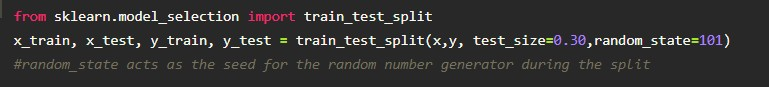 from sklearn.model_selection import train_test_split
x_train, x_test, y_train, y_test = train_test_split(x,y, test_size=0.30,random_state=101)
#random_state acts as the seed for the random number generator during the split